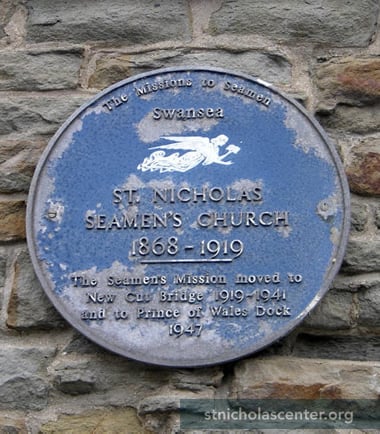 The Missions to Seamen
Swansea
ST. NICHOLAS
SEAMEN'S CHURCH
1868 - 1919
The Seamen's Mission moved to
New Cut Bridge 1919-1941
and to Prince of Wales Dock
1947
stnicholascenter.org